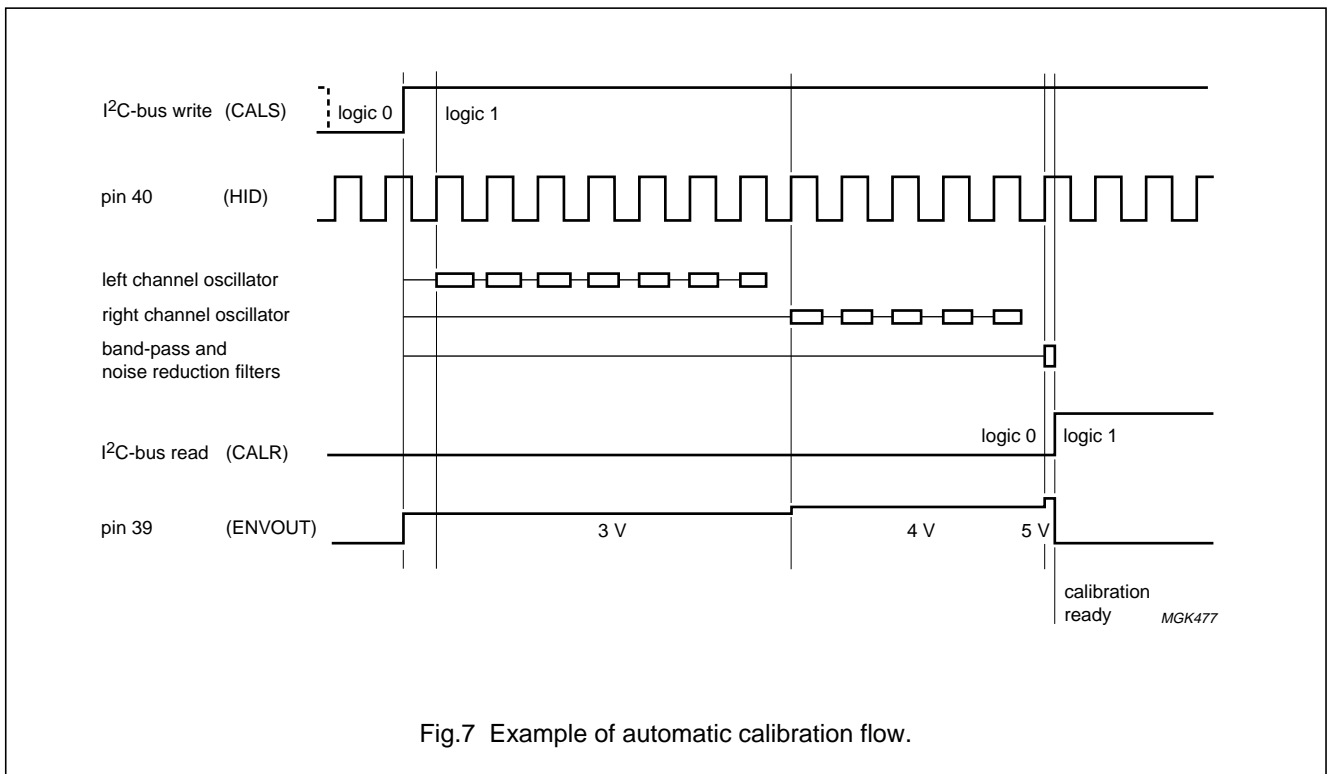 I2C-bus write (CALS) logic 0 logic 1
pin 40 (HID)
left channel oscillator
right channel oscillator
band-pass and
noise reduction filters
I2C-bus read (CALR) logic 0 logic 1
pin 39 (ENVOUT) 3 V 4 V 5 V
calibration
ready MGK477
Fig.7 Example of automatic calibration flow.